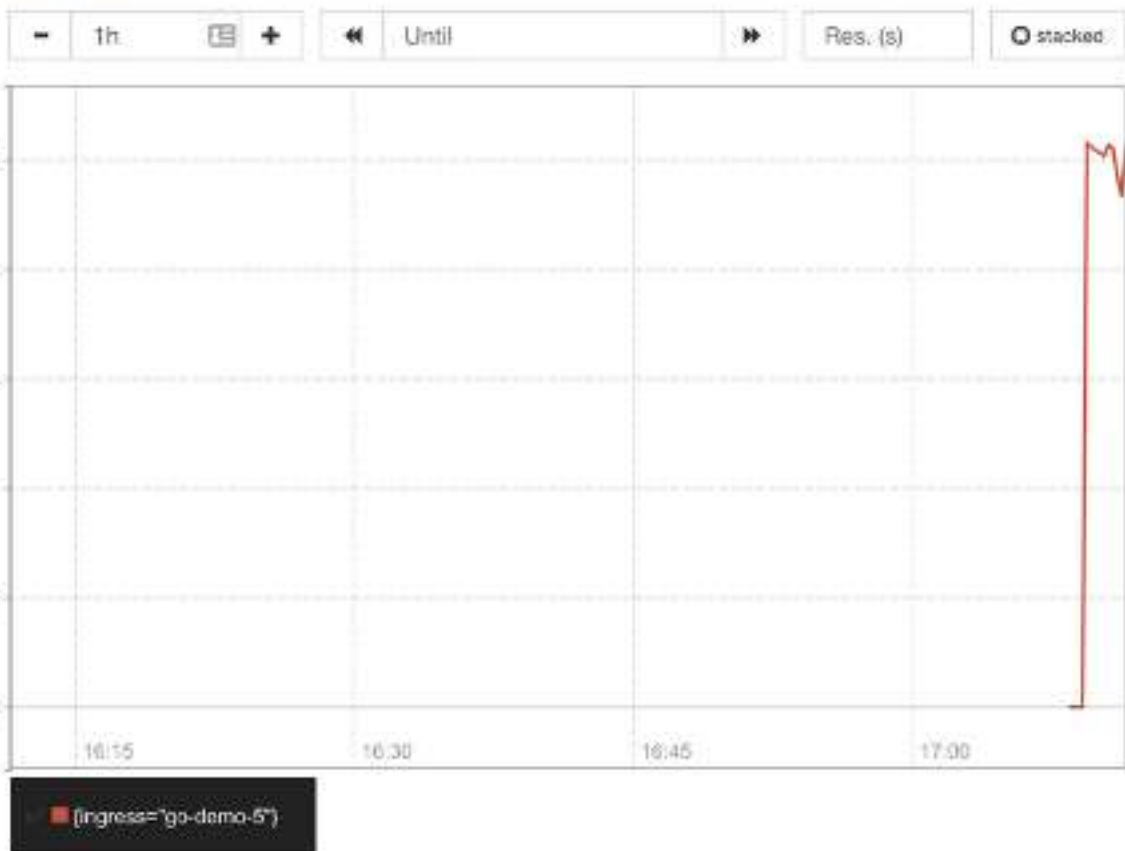 - 1h + Until Res. (s) stacked
16:15 16:30 16:45 17:00
{ingress="go-demo-5"}